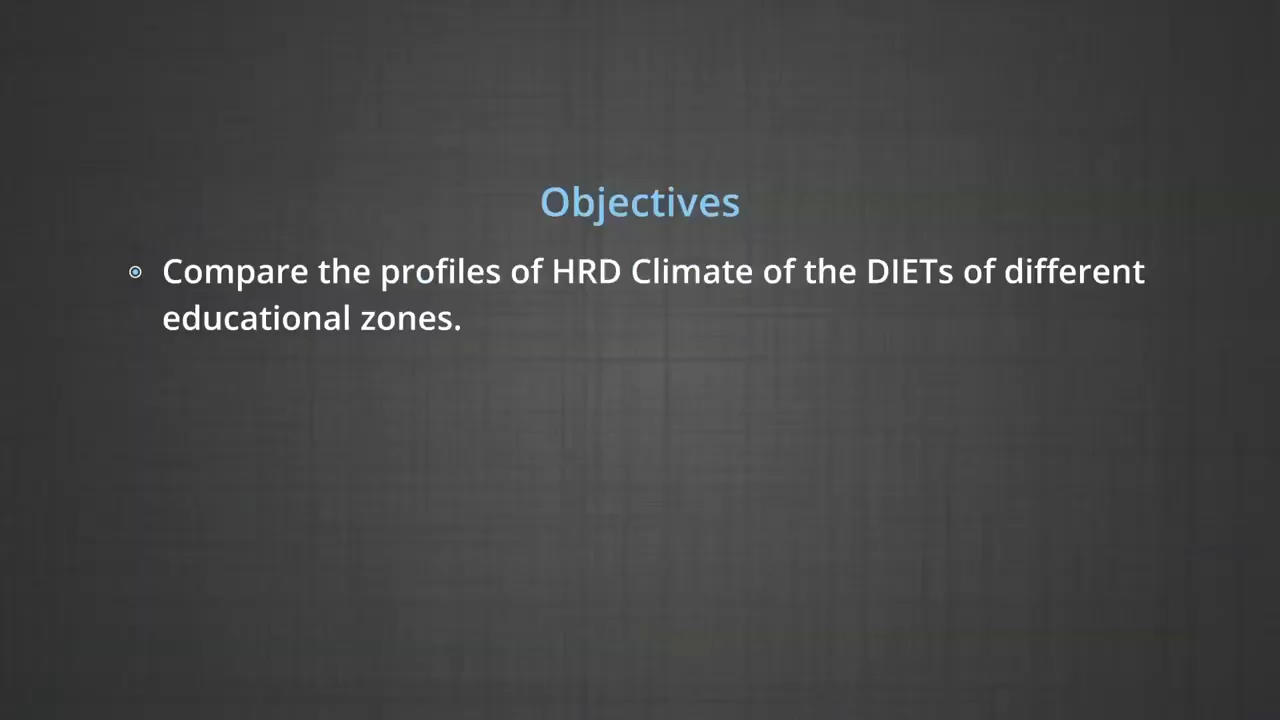 Objectives
Compare the profiles of HRD Climate of the DIETs of different
educational zones.